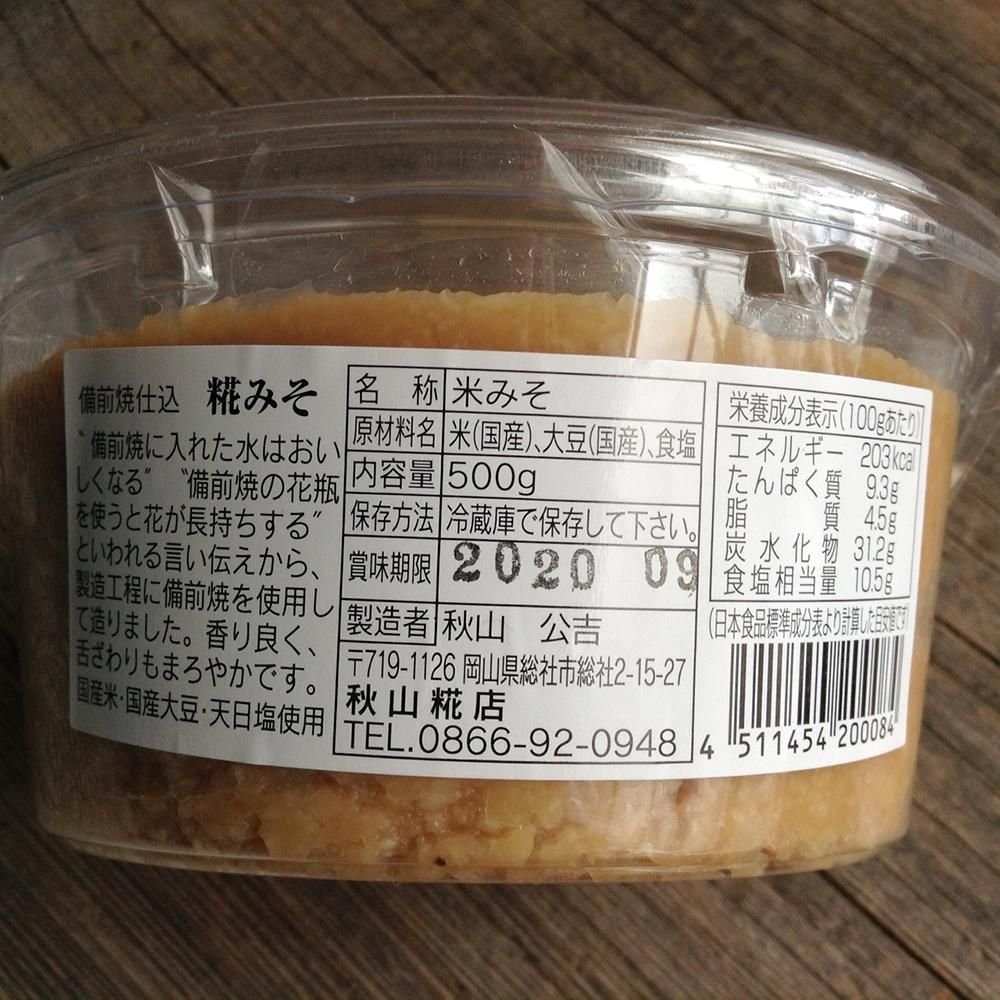 備前焼仕込 糀みそ
〝備前焼に入れた水はおい
しくなる〟〝備前焼の花瓶
を使うと花が長持ちする〟
といわれる言い伝えから、
製造工程に備前焼を使用し
て造りました。香り良く、
舌ざわりもまろやかです。
国産米・国産大豆・天日塩使用
名 称 米みそ
原材料名 米(国産)、大豆(国産)、食塩
内容量 500g
保存方法 冷蔵庫で保存して下さい。
賞味期限 2020 09
製造者 秋山 公吉
〒719-1126 岡山県総社市総社2-15-27
秋山糀店
TEL.0866-92-0948
栄養成分表示(100gあたり)
エネルギー 203kcal
たんぱく質 9.3g
脂質 4.5g
炭水化物 31.2g
食塩相当量 10.5g
(日本食品標準成分表より計算した目安値です)
4 511454 200084